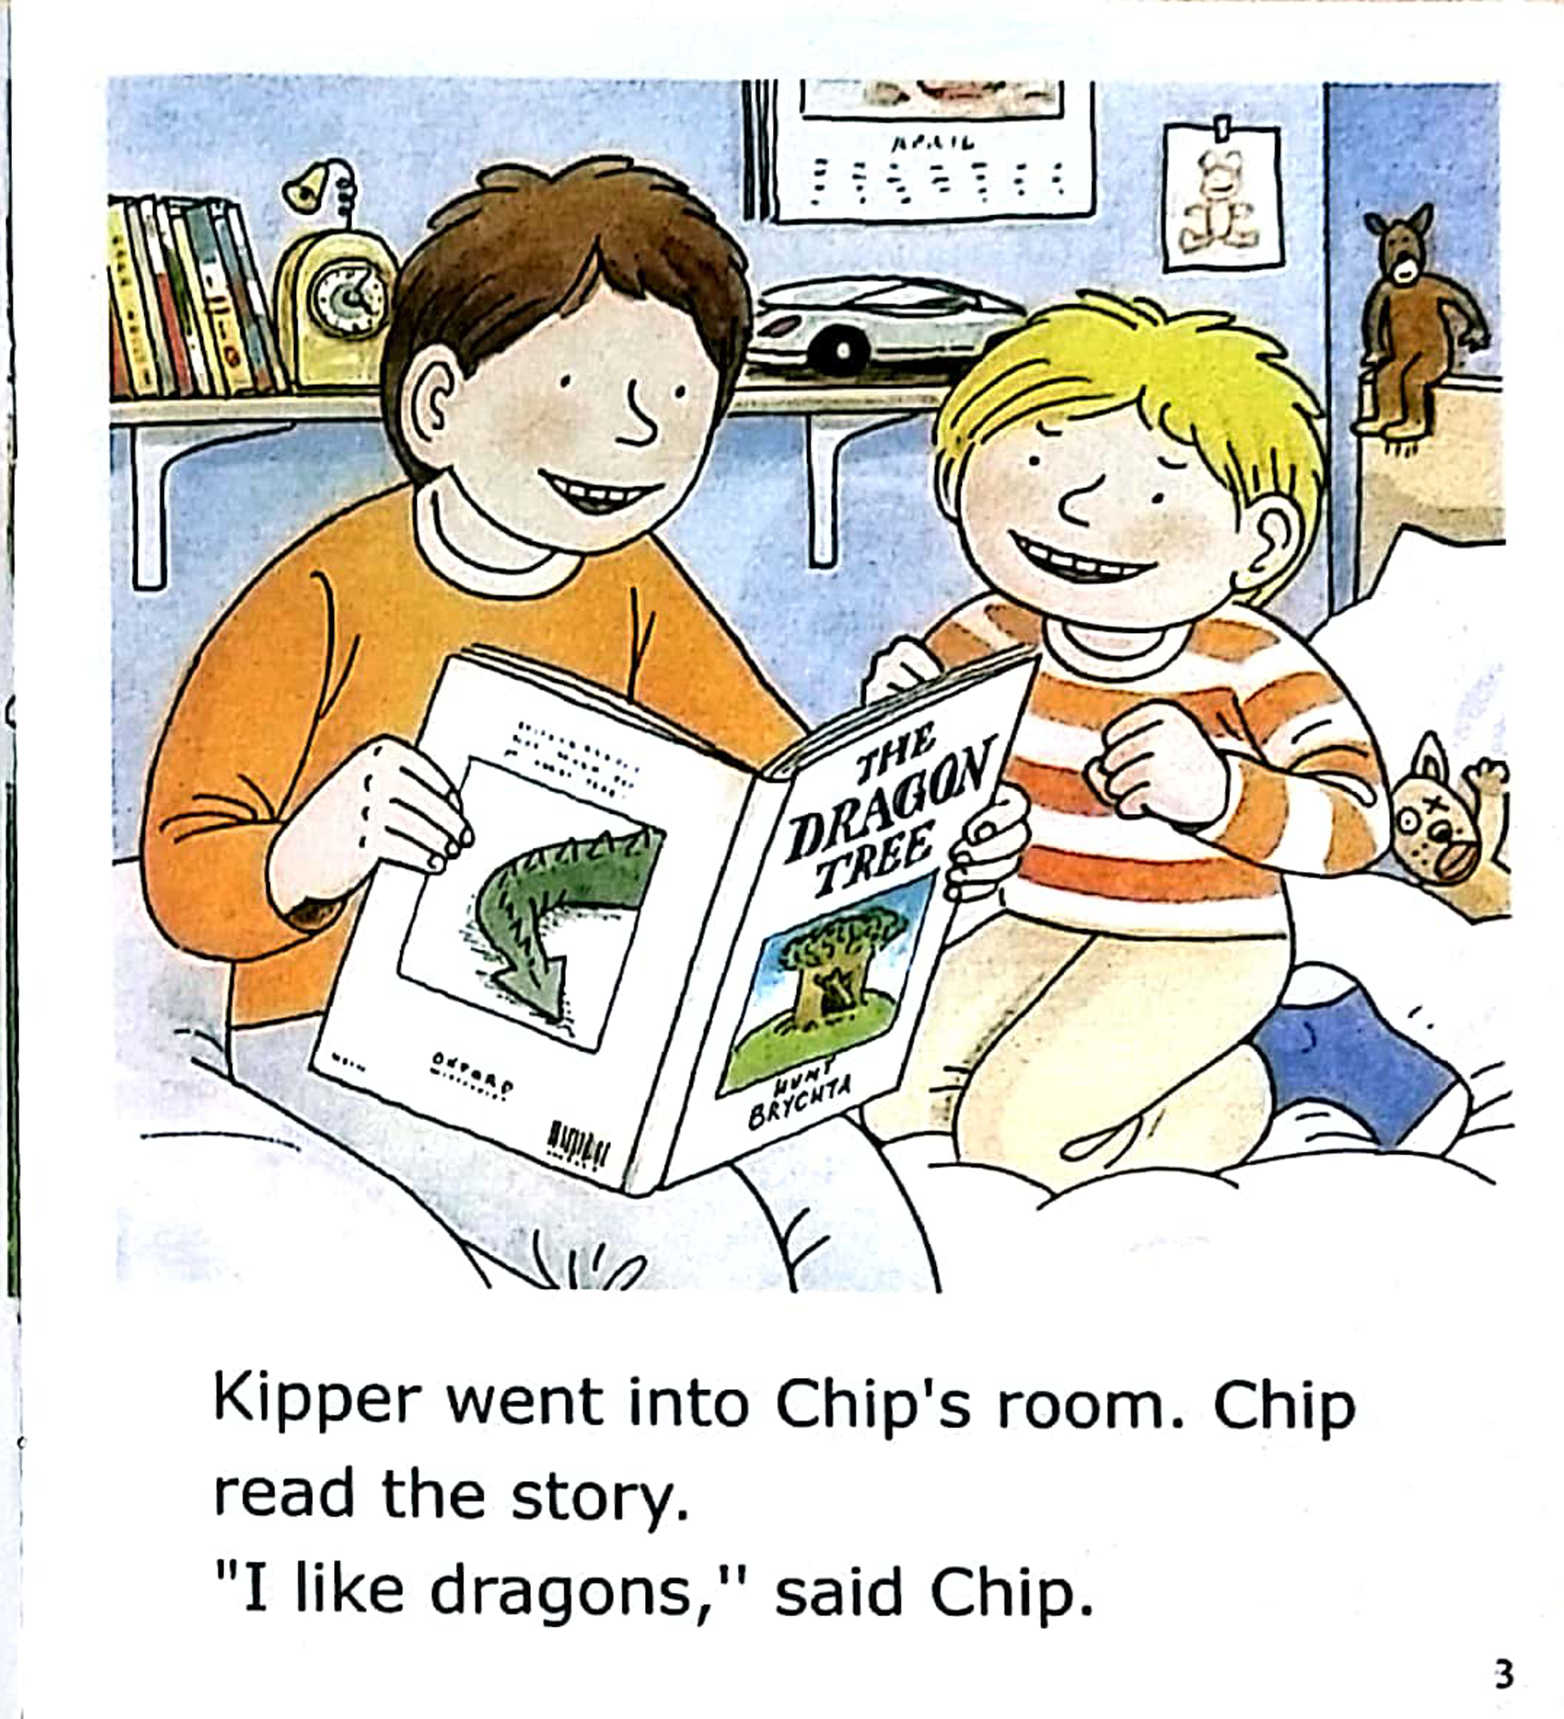 APRIL
THE
DRAGON
TREE
OXFORD
HUNT
BRYCHTA
Kipper went into Chip's room. Chip
read the story.
"I like dragons," said Chip.
3